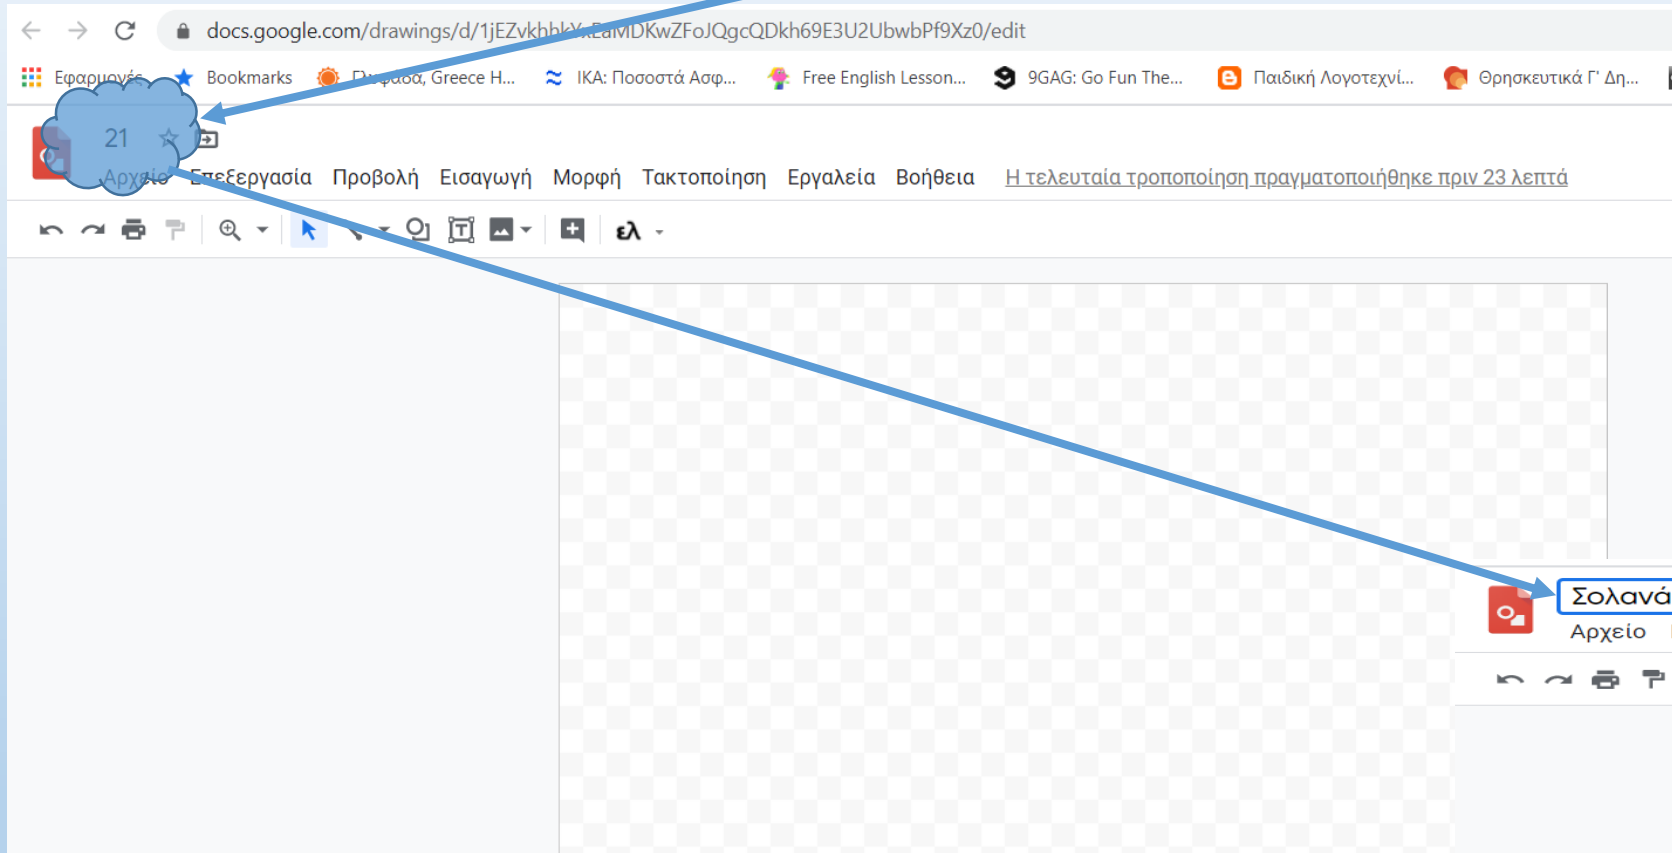 docs.google.com/drawings/d/1jEZvkhhkYxEaMDKwZFoJQgcQDkh69E3U2UbwbPf9Xz0/edit
Εφαρμογές Bookmarks Γλυφάδα, Greece H... ΙΚΑ: Ποσοστά Ασφ... Free English Lesson... 9GAG: Go Fun The... Παιδική Λογοτεχνί... Θρησκευτικά Γ' Δη...
21
Αρχείο Επεξεργασία Προβολή Εισαγωγή Μορφή Τακτοποίηση Εργαλεία Βοήθεια Η τελευταία τροποποίηση πραγματοποιήθηκε πριν 23 λεπτά
ελ
Σολανά
Αρχείο